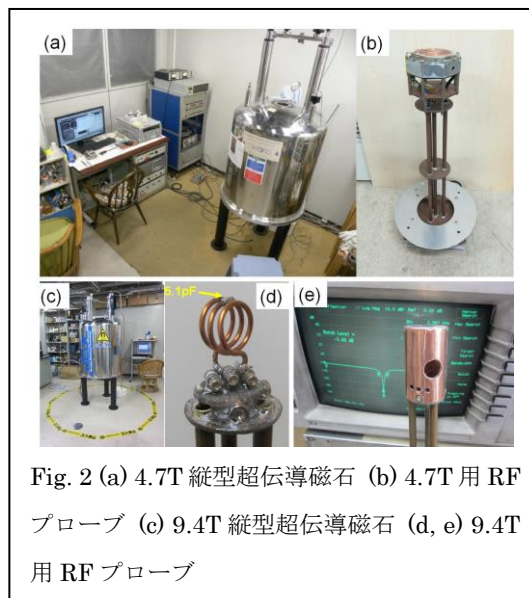 (a)
(b)
(c)
5.1pF
(d)
(e)
Fig. 2 (a) 4.7T 縦型超伝導磁石 (b) 4.7T 用 RF
プローブ (c) 9.4T 縦型超伝導磁石 (d, e) 9.4T
用 RF プローブ